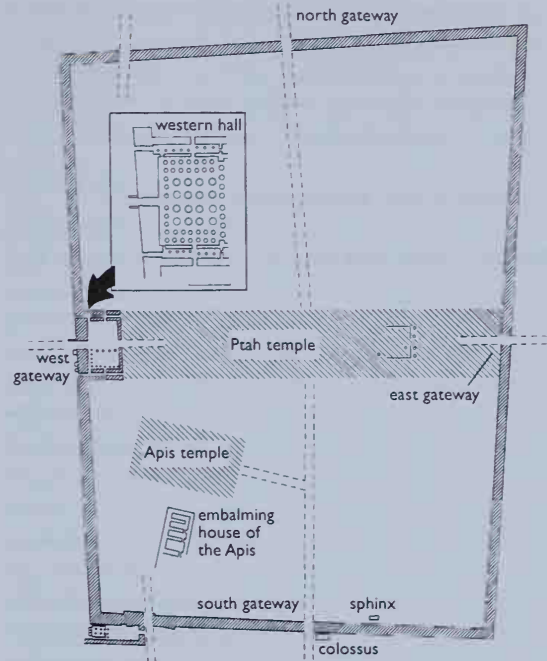 north gateway
western hall
Ptah temple
west
gateway
east gateway
Apis temple
embalming
house of
the Apis
south gateway
sphinx
colossus